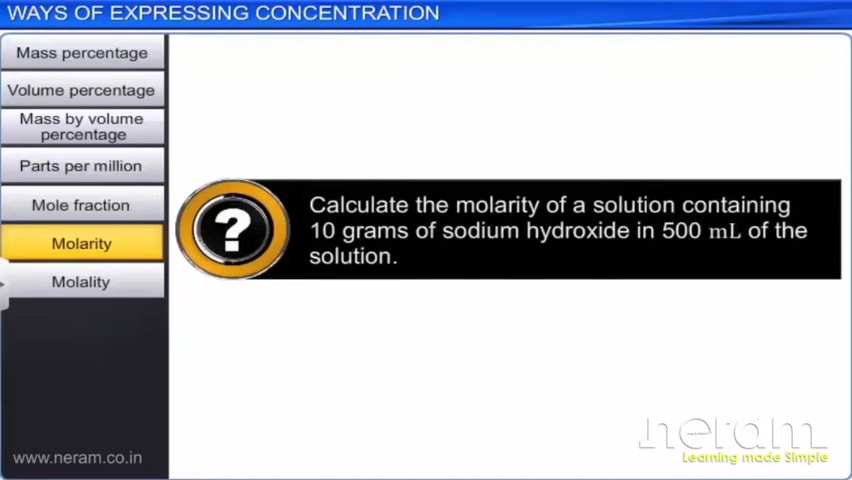 WAYS OF EXPRESSING CONCENTRATION
Mass percentage
Volume percentage
Mass by volume
percentage
Parts per million
Mole fraction
Molarity
Molality
?
Calculate the molarity of a solution containing
10 grams of sodium hydroxide in 500 mL of the
solution.
www.neram.co.in
neram
Learning made Simple